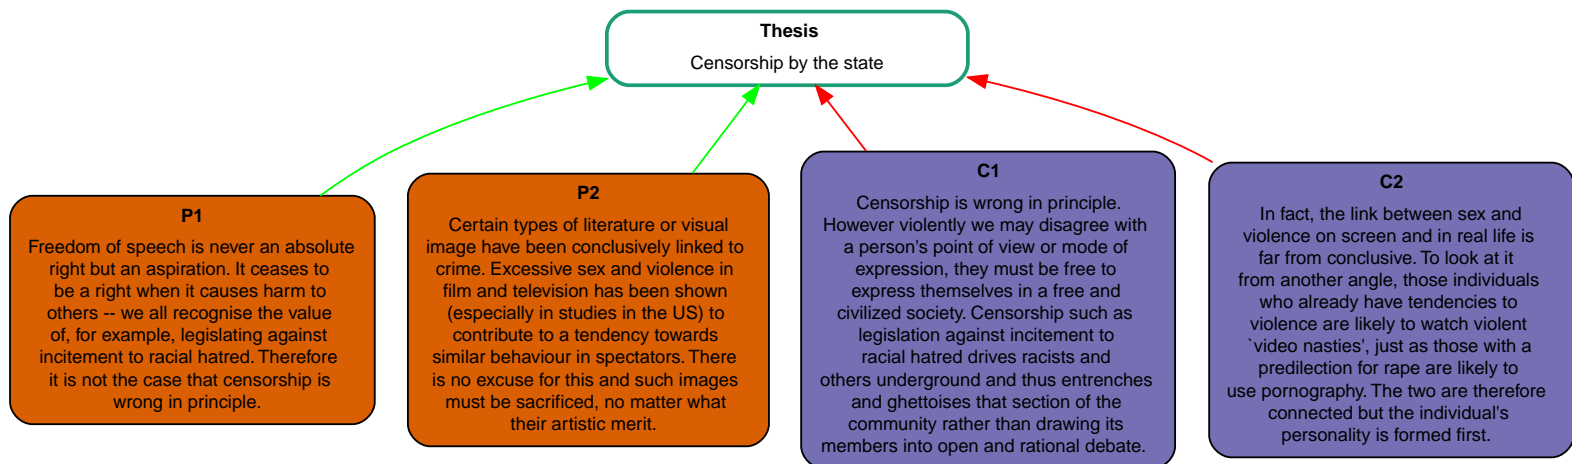 Thesis
Censorship by the state
P1
Freedom of speech is never an absolute
right but an aspiration. It ceases to
be a right when it causes harm to
others -- we all recognise the value
of, for example, legislating against
incitement to racial hatred. Therefore
it is not the case that censorship is
wrong in principle.
P2
Certain types of literature or visual
image have been conclusively linked to
crime. Excessive sex and violence in
film and television has been shown
(especially in studies in the US) to
contribute to a tendency towards
similar behaviour in spectators. There
is no excuse for this and such images
must be sacrificed, no matter what
their artistic merit.
C1
Censorship is wrong in principle.
However violently we may disagree with
a person's point of view or mode of
expression, they must be free to
express themselves in a free and
civilized society. Censorship such as
legislation against incitement to
racial hatred drives racists and
others underground and thus entrenches
and ghettoises that section of the
community rather than drawing its
members into open and rational debate.
C2
In fact, the link between sex and
violence on screen and in real life is
far from conclusive. To look at it
from another angle, those individuals
who already have tendencies to
violence are likely to watch violent
`video nasties', just as those with a
predilection for rape are likely to
use pornography. The two are therefore
connected but the individual's
personality is formed first.